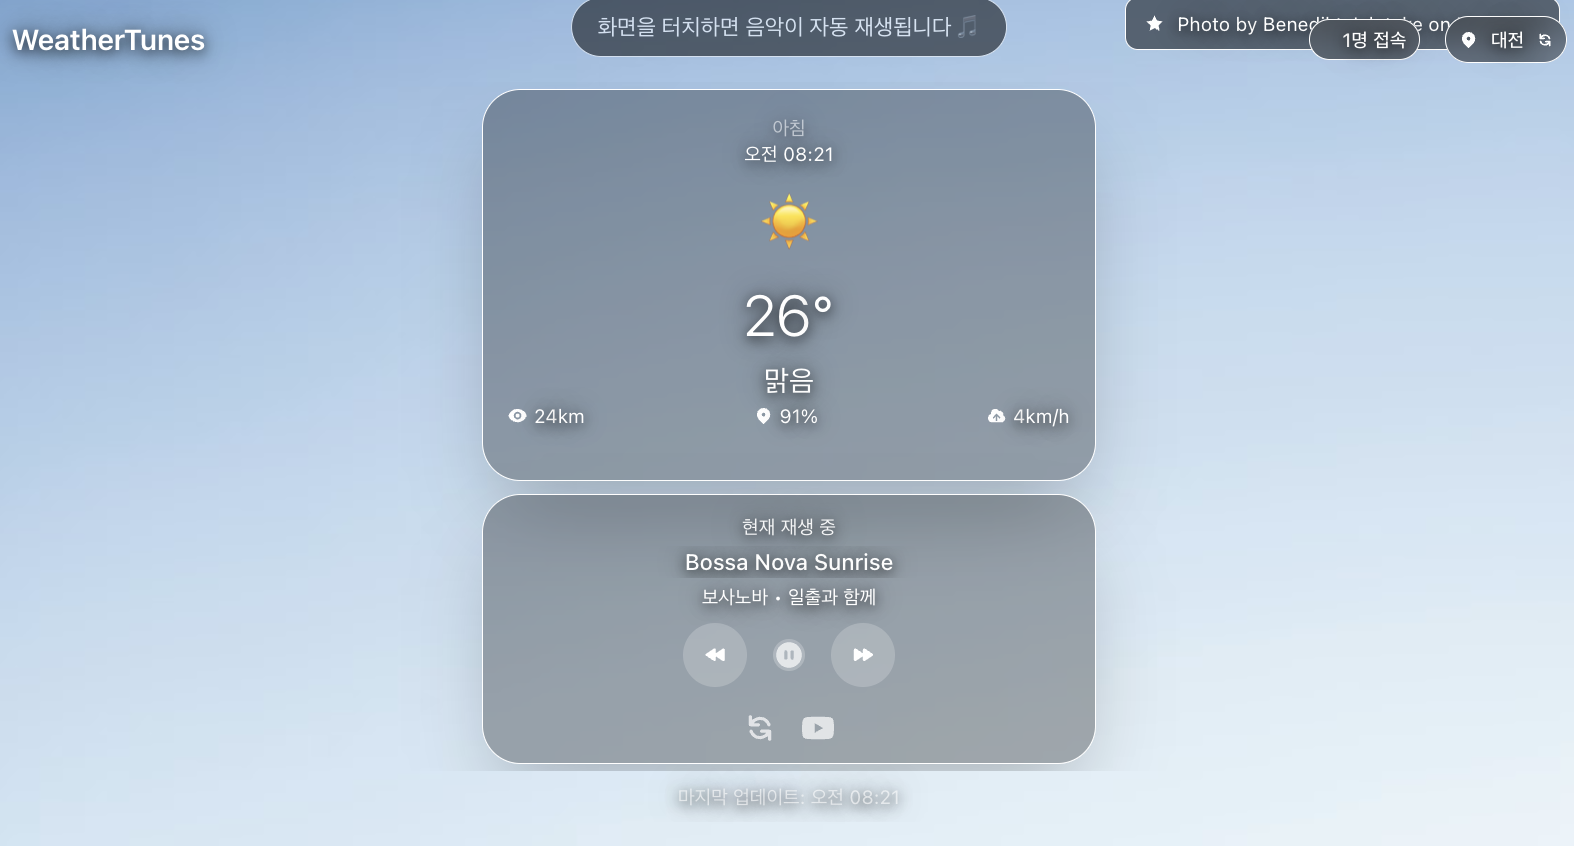 WeatherTunes
화면을 터치하면 음악이 자동 재생됩니다
Photo by on
1명 접속
대전
아침
오전 08:21
26°
맑음
24km
91%
4km/h
현재 재생 중
Bossa Nova Sunrise
보사노바 • 일출과 함께
마지막 업데이트: 오전 08:21